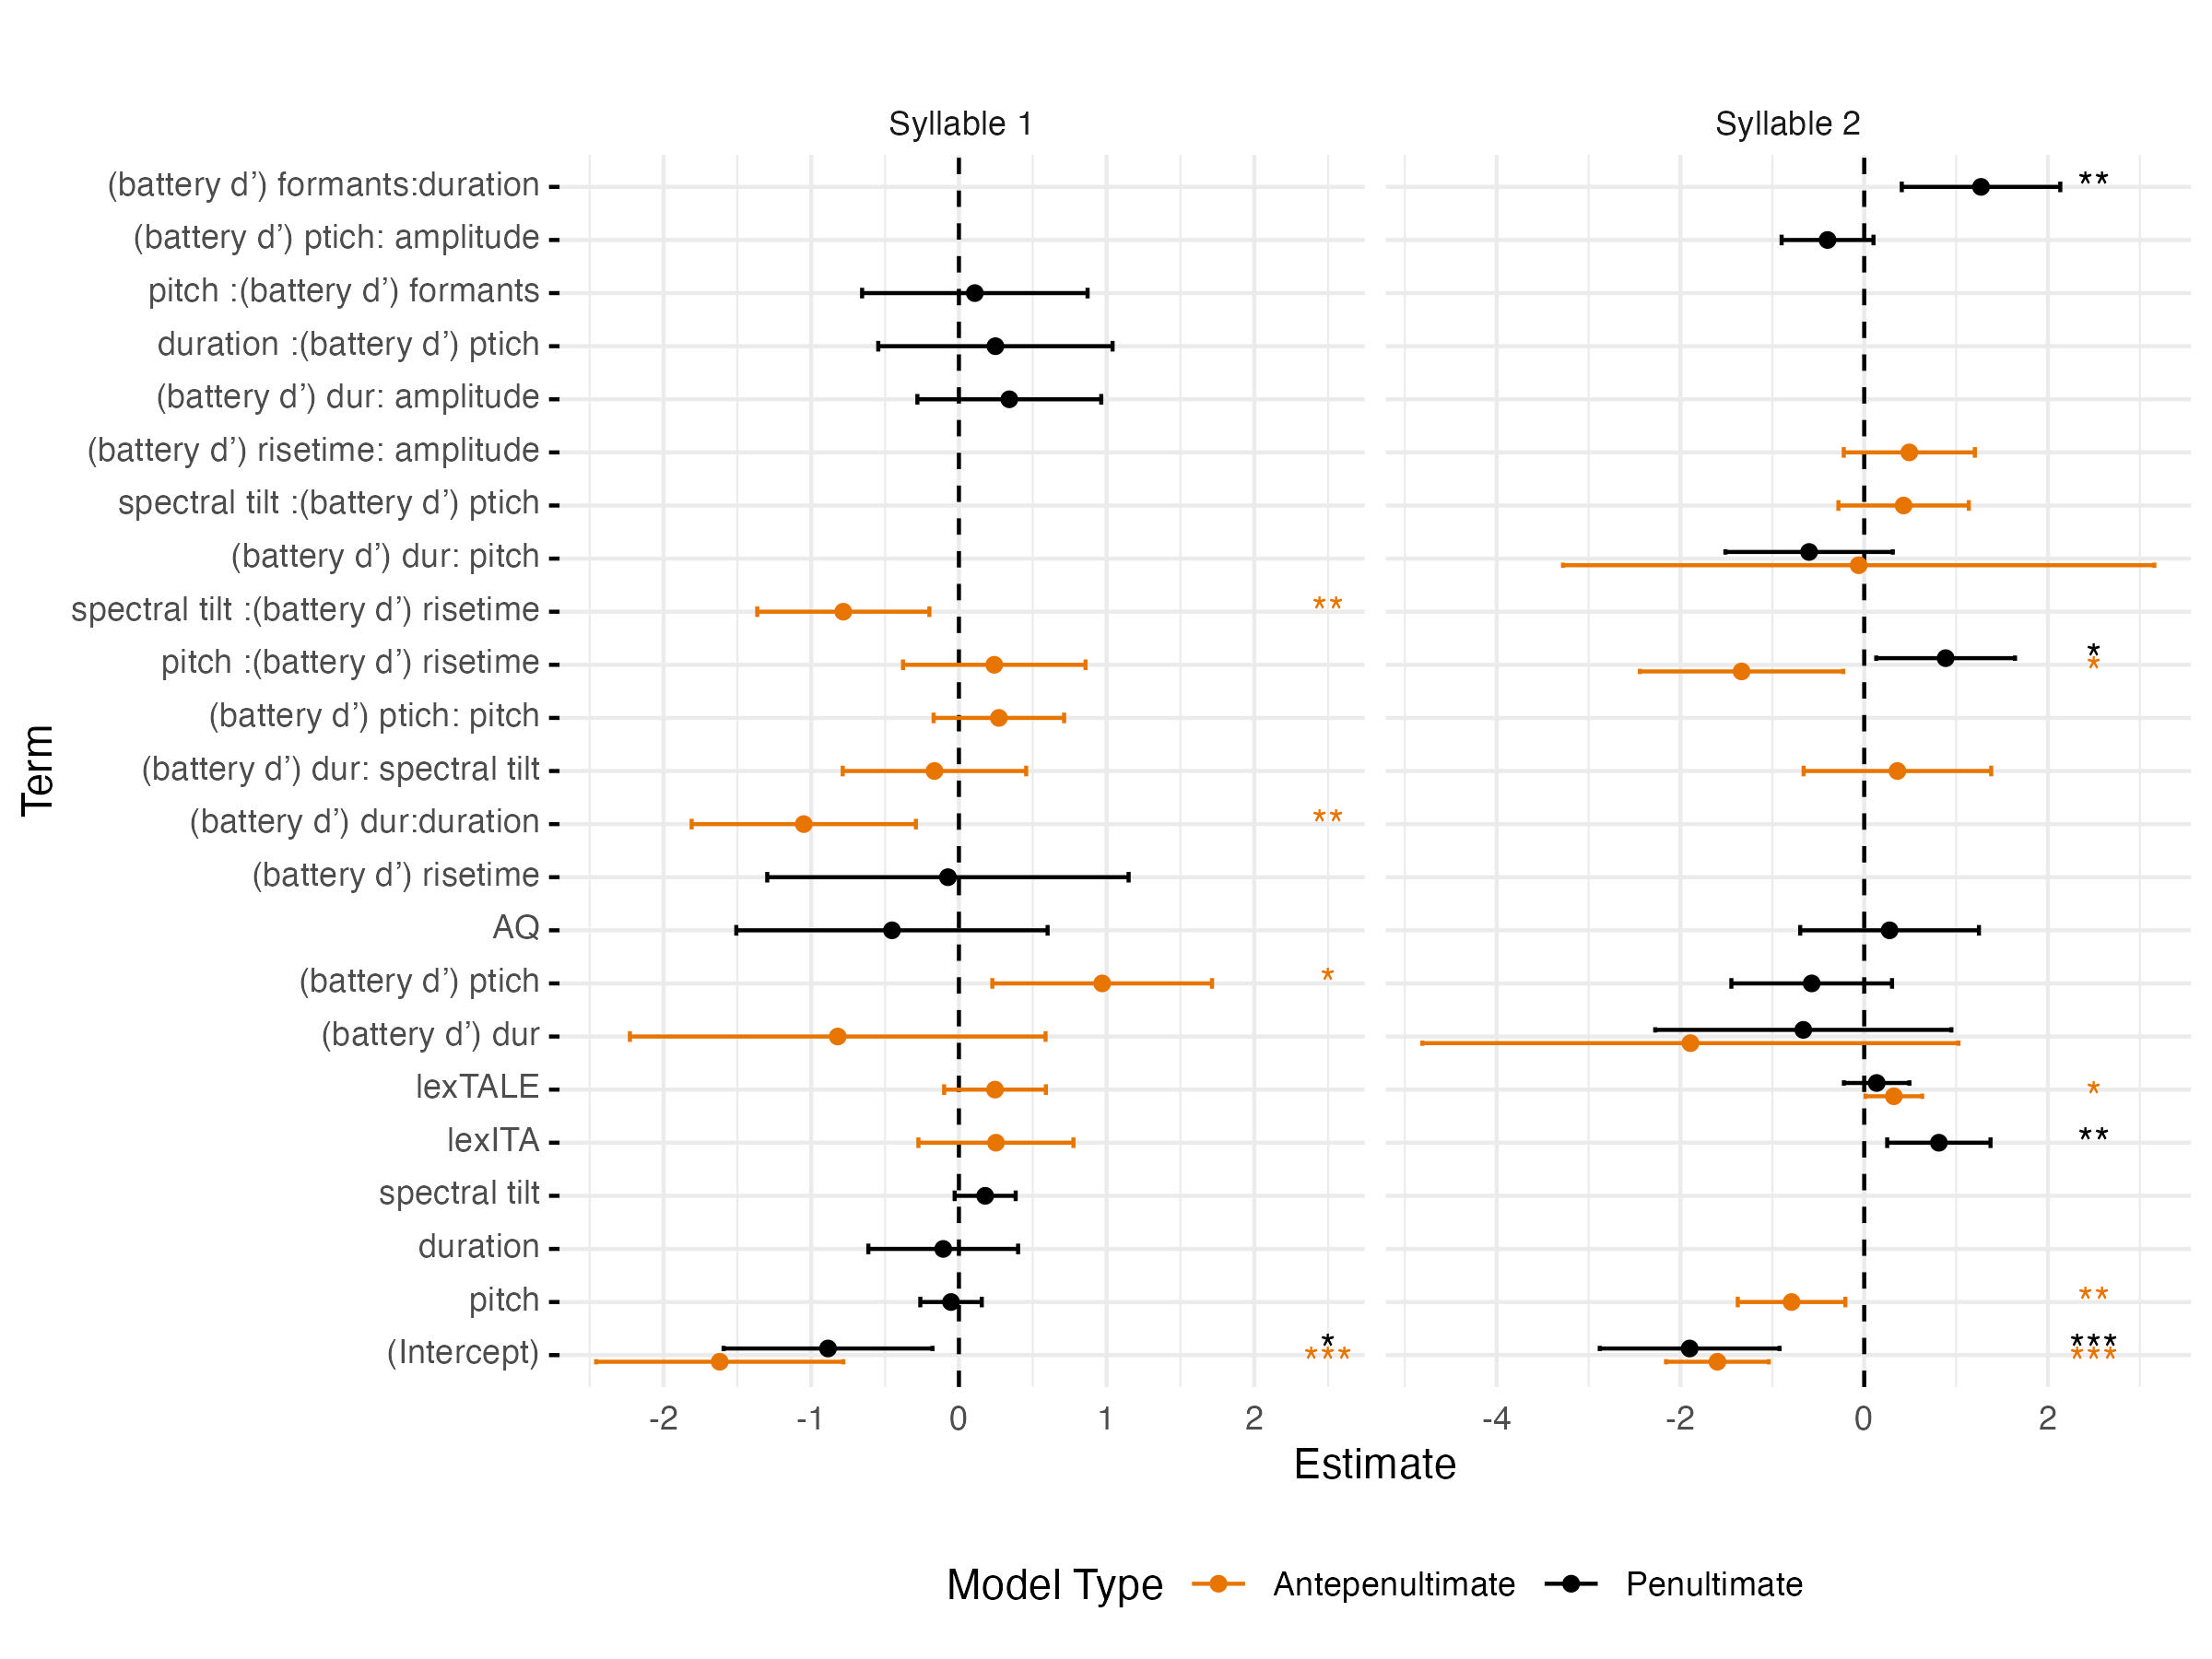 Syllable 1
Syllable 2
(battery d’) formants:duration
**
(battery d’) ptich: amplitude
pitch :(battery d’) formants
duration :(battery d’) ptich
(battery d’) dur: amplitude
(battery d’) risetime: amplitude
spectral tilt :(battery d’) ptich
(battery d’) dur: pitch
spectral tilt :(battery d’) risetime
**
pitch :(battery d’) risetime
*
*
(battery d’) ptich: pitch
(battery d’) dur: spectral tilt
(battery d’) dur:duration
**
(battery d’) risetime
AQ
(battery d’) ptich
*
(battery d’) dur
lexTALE
*
lexITA
**
spectral tilt
duration
pitch
**
(Intercept)
*
***
***
***
Term
-2 -1 0 1 2
-4 -2 0 2
Estimate
Model Type Antepenultimate Penultimate